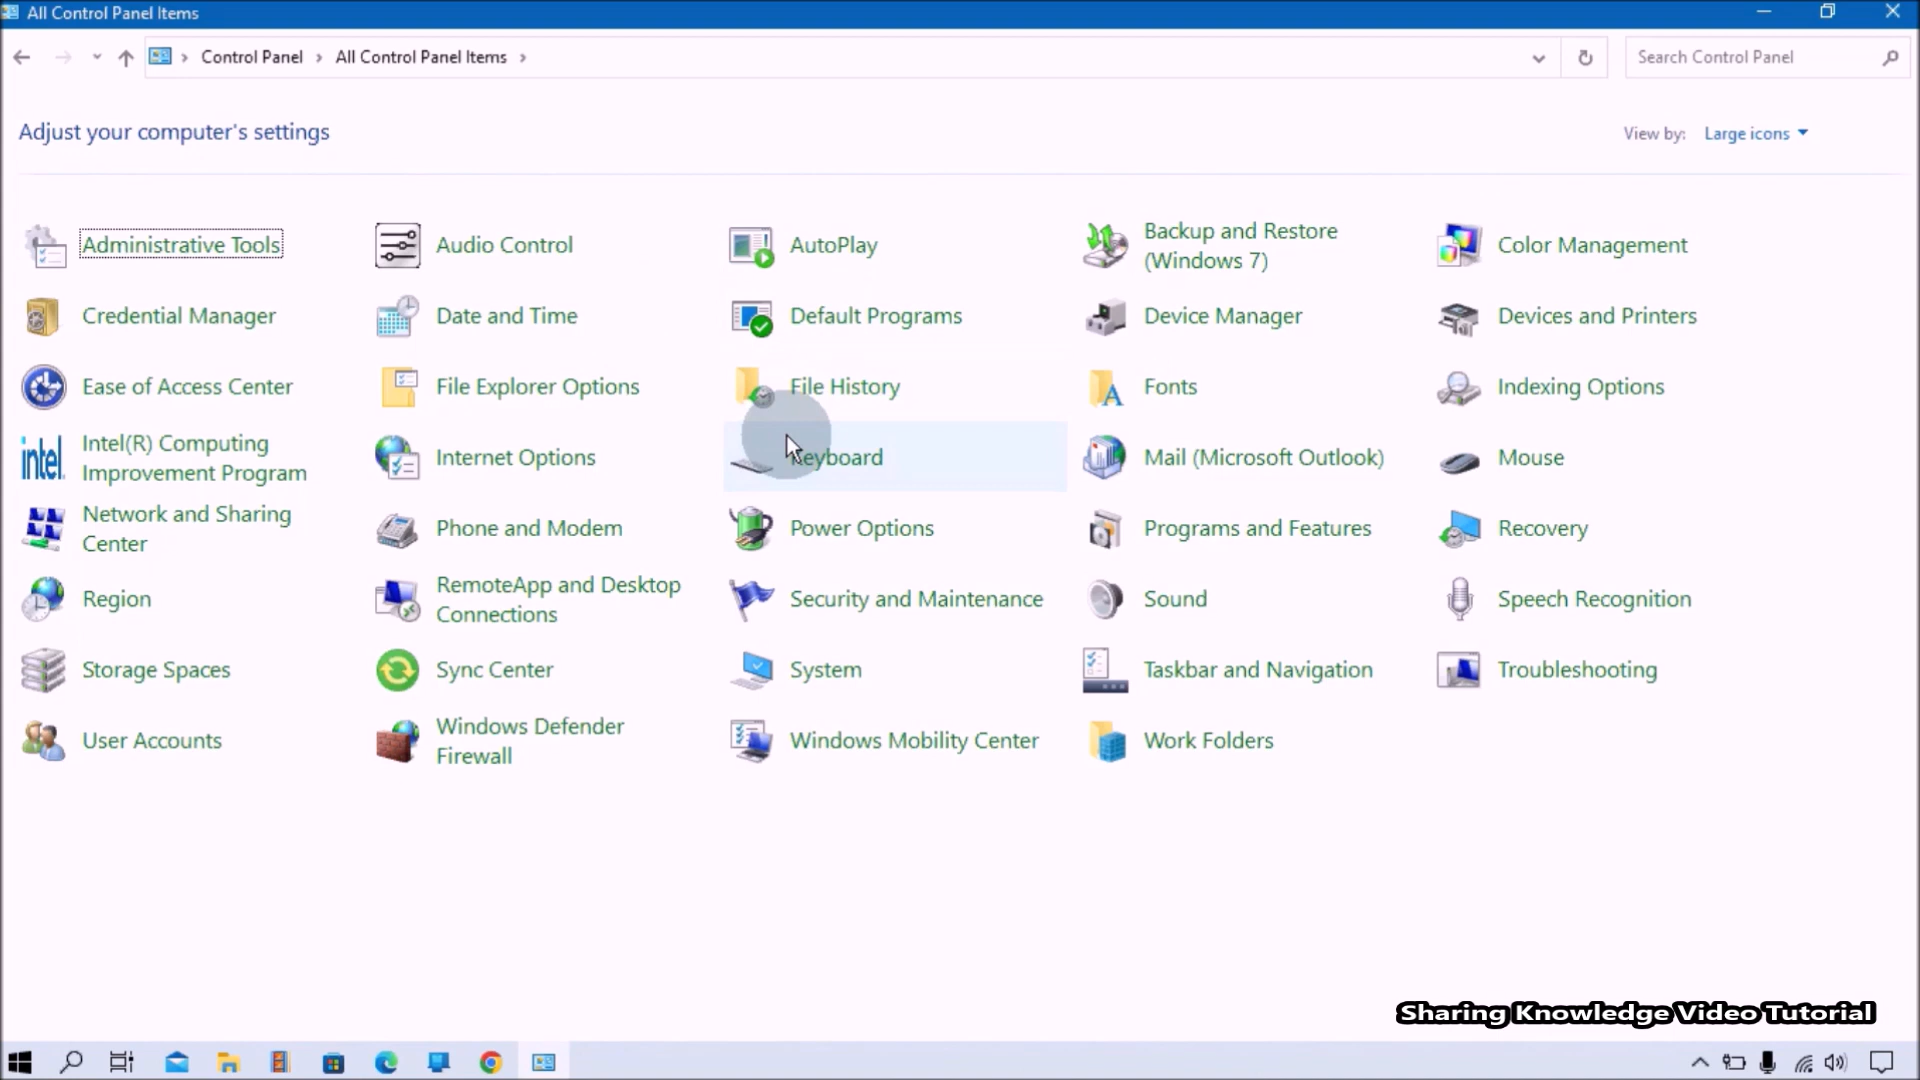 All Control Panel Items
Control Panel > All Control Panel Items >
Search Control Panel
Adjust your computer's settings
View by: Large icons
Administrative Tools
Audio Control
AutoPlay
Backup and Restore
(Windows 7)
Color Management
Credential Manager
Date and Time
Default Programs
Device Manager
Devices and Printers
Ease of Access Center
File Explorer Options
File History
Fonts
Indexing Options
intel
Intel(R) Computing
Improvement Program
Internet Options
Keyboard
Mail (Microsoft Outlook)
Mouse
Network and Sharing
Center
Phone and Modem
Power Options
Programs and Features
Recovery
Region
RemoteApp and Desktop
Connections
Security and Maintenance
Sound
Speech Recognition
Storage Spaces
Sync Center
System
Taskbar and Navigation
Troubleshooting
User Accounts
Windows Defender
Firewall
Windows Mobility Center
Work Folders
Sharing Knowledge Video Tutorial